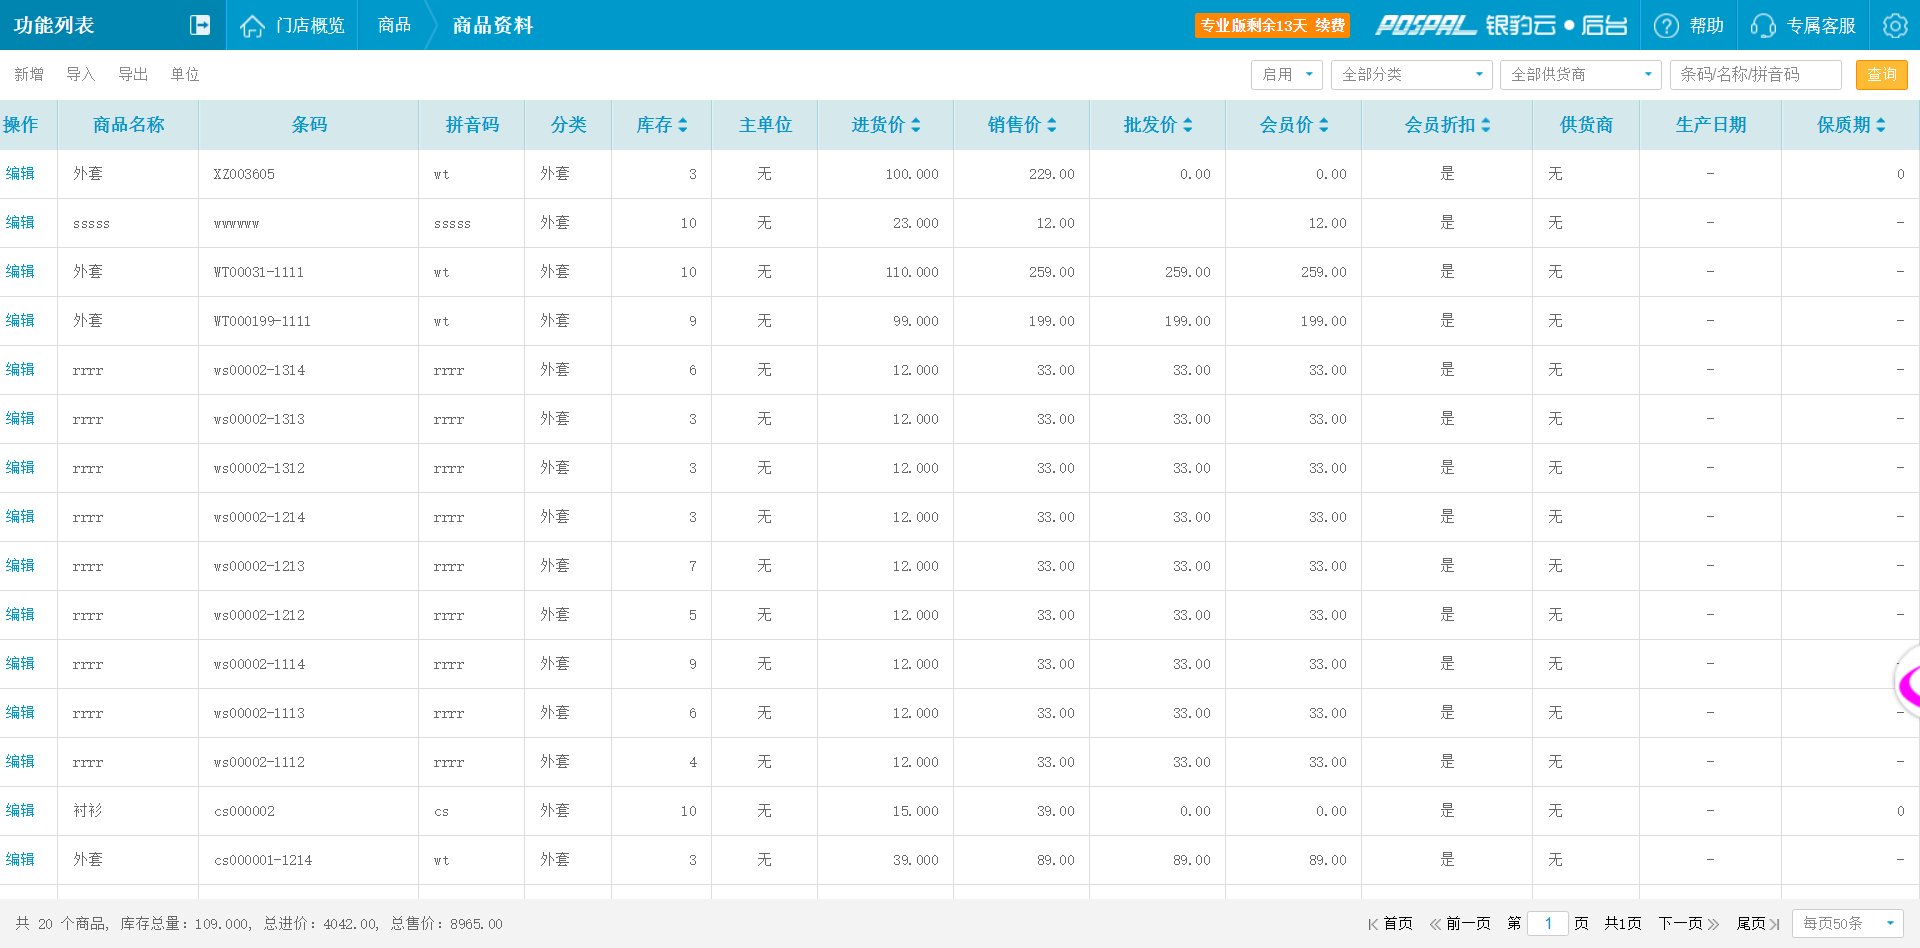 功能列表 门店概览 商品 商品资料 专业版剩余13天 续费 POSPAL 银豹云●后台 帮助 专属客服
新增 导入 导出 单位 启用 全部分类 全部供货商 条码/名称/拼音码 查询
操作 商品名称 条码 拼音码 分类 库存 主单位 进货价 销售价 批发价 会员价 会员折扣 供货商 生产日期 保质期
编辑 外套 XZ003605 wt 外套 3 无 100.000 229.00 0.00 0.00 是 无 - 0
编辑 sssss wwwwww sssss 外套 10 无 23.000 12.00 12.00 是 无 - -
编辑 外套 WT00031-1111 wt 外套 10 无 110.000 259.00 259.00 259.00 是 无 - -
编辑 外套 WT000199-1111 wt 外套 9 无 99.000 199.00 199.00 199.00 是 无 - -
编辑 rrrr ws00002-1314 rrrr 外套 6 无 12.000 33.00 33.00 33.00 是 无 - -
编辑 rrrr ws00002-1313 rrrr 外套 3 无 12.000 33.00 33.00 33.00 是 无 - -
编辑 rrrr ws00002-1312 rrrr 外套 3 无 12.000 33.00 33.00 33.00 是 无 - -
编辑 rrrr ws00002-1214 rrrr 外套 3 无 12.000 33.00 33.00 33.00 是 无 - -
编辑 rrrr ws00002-1213 rrrr 外套 7 无 12.000 33.00 33.00 33.00 是 无 - -
编辑 rrrr ws00002-1212 rrrr 外套 5 无 12.000 33.00 33.00 33.00 是 无 - -
编辑 rrrr ws00002-1114 rrrr 外套 9 无 12.000 33.00 33.00 33.00 是 无 - -
编辑 rrrr ws00002-1113 rrrr 外套 6 无 12.000 33.00 33.00 33.00 是 无 - -
编辑 rrrr ws00002-1112 rrrr 外套 4 无 12.000 33.00 33.00 33.00 是 无 - -
编辑 衬衫 cs000002 cs 外套 10 无 15.000 39.00 0.00 0.00 是 无 - 0
编辑 外套 cs000001-1214 wt 外套 3 无 39.000 89.00 89.00 89.00 是 无 - -
共 20 个商品, 库存总量: 109.000, 总进价: 4042.00, 总售价: 8965.00 首页 前一页 第 1 页 共1页 下一页 尾页 每页50条